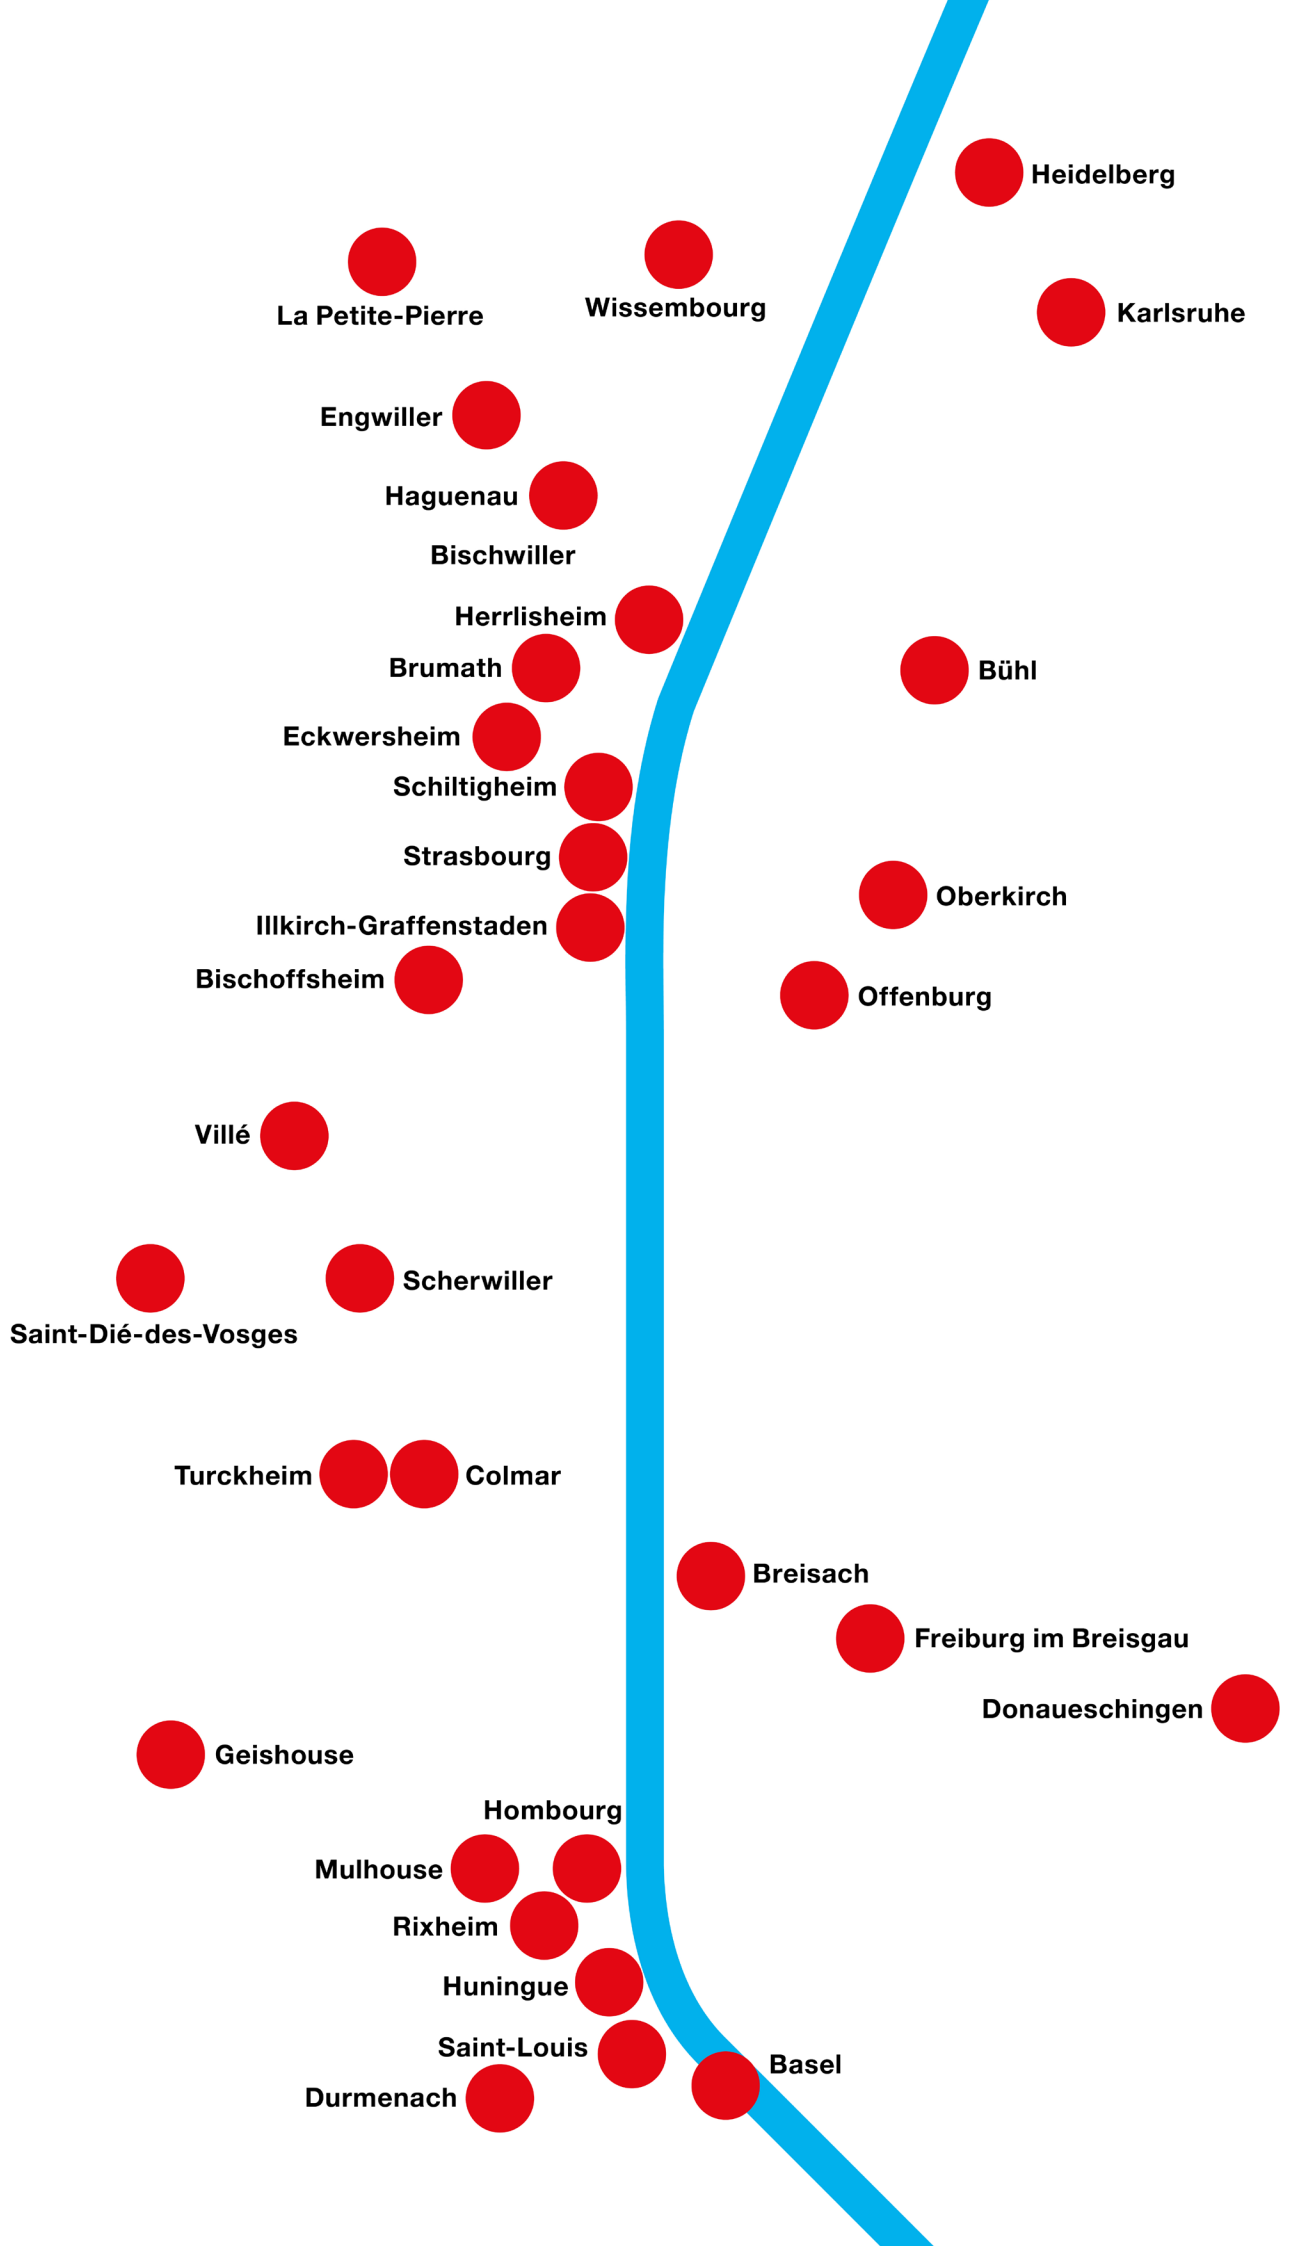 Heidelberg
La Petite-Pierre
Wissembourg
Karlsruhe
Engwiller
Haguenau
Bischwiller
Herrlisheim
Brumath
Bühl
Eckwersheim
Schiltigheim
Strasbourg
Oberkirch
Illkirch-Graffenstaden
Bischoffsheim
Offenburg
Villé
Scherwiller
Saint-Dié-des-Vosges
Turckheim
Colmar
Breisach
Freiburg im Breisgau
Donaueschingen
Geishouse
Hombourg
Mulhouse
Rixheim
Huningue
Saint-Louis
Basel
Durmenach